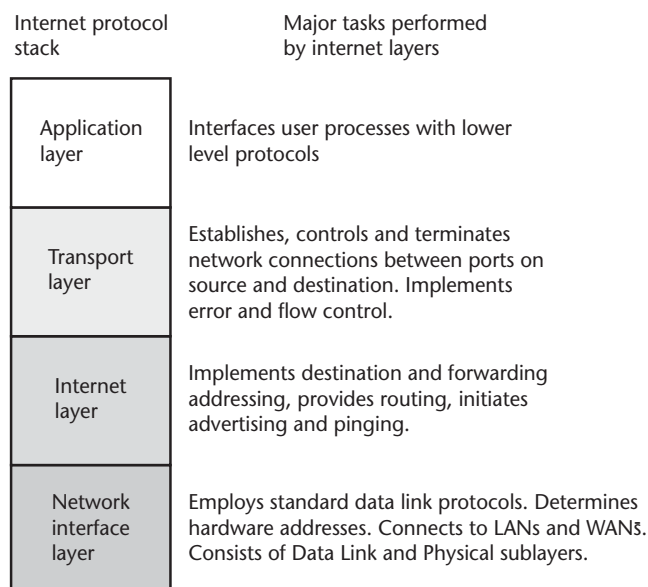 Internet protocol
stack
Major tasks performed
by internet layers
Application
layer
Interfaces user processes with lower
level protocols
Transport
layer
Establishes, controls and terminates
network connections between ports on
source and destination. Implements
error and flow control.
Internet
layer
Implements destination and forwarding
addressing, provides routing, initiates
advertising and pinging.
Network
interface
layer
Employs standard data link protocols. Determines
hardware addresses. Connects to LANs and WANs.
Consists of Data Link and Physical sublayers.